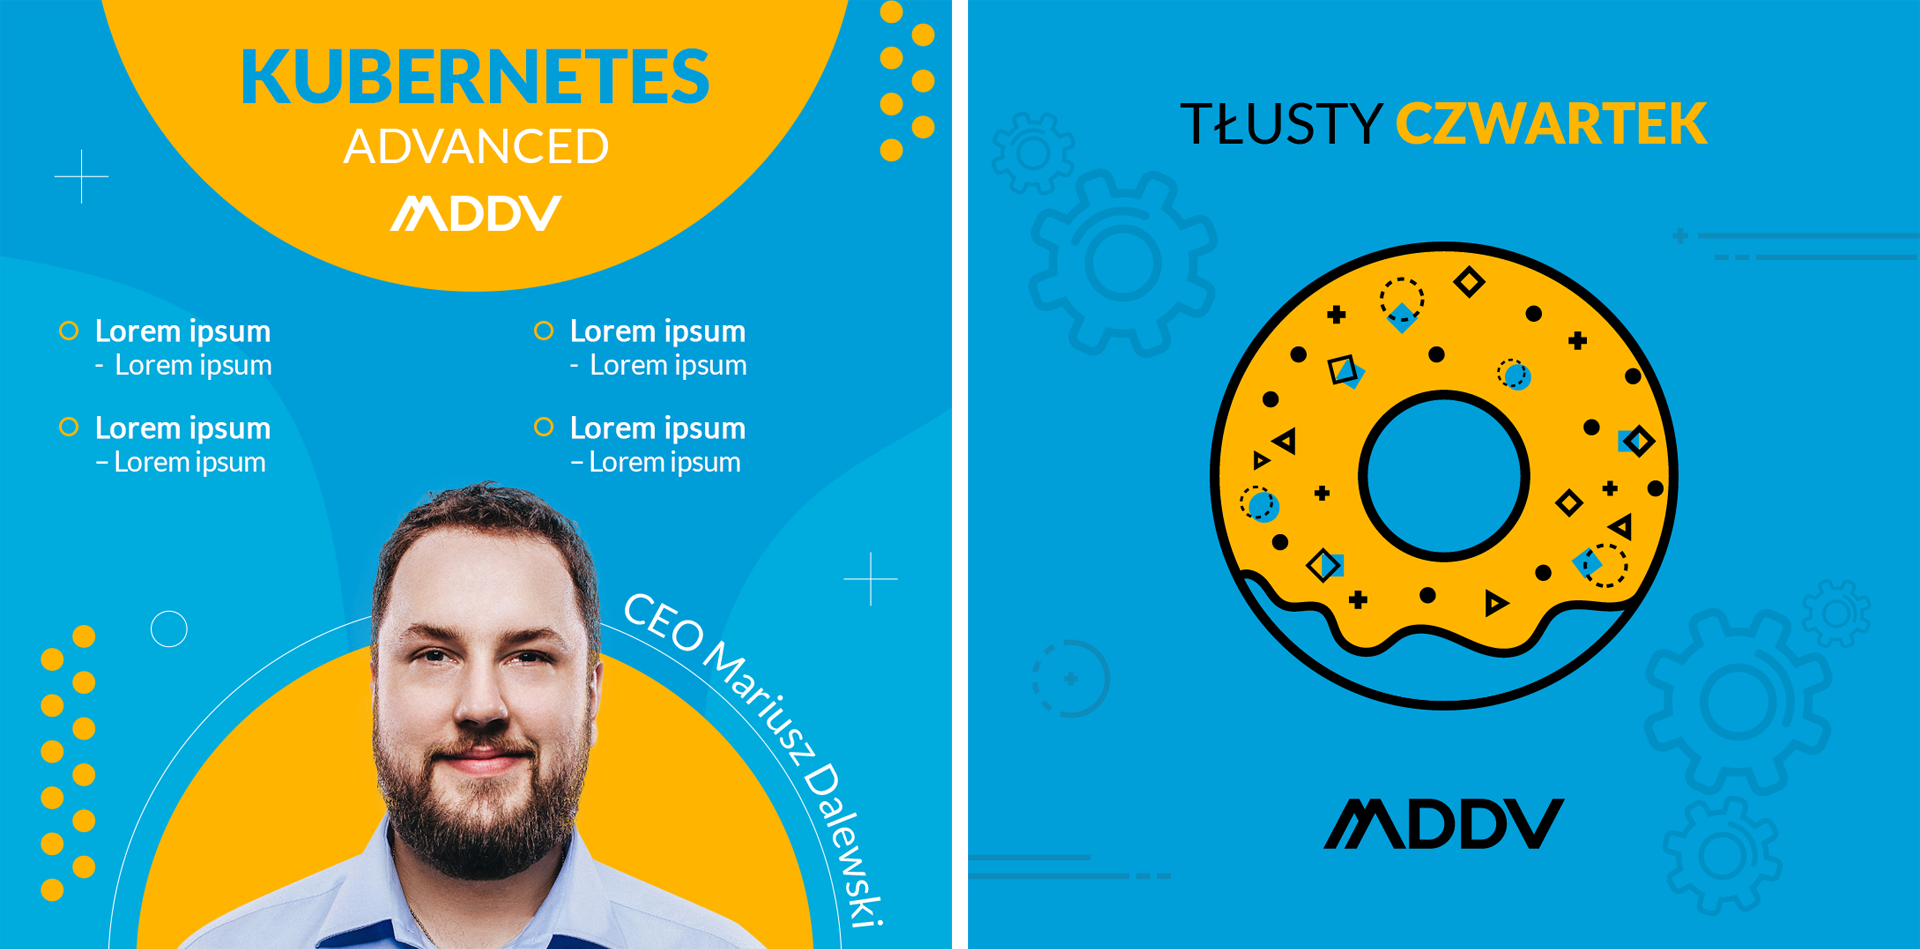 KUBERNETES
ADVANCED
MDDV
Lorem ipsum
- Lorem ipsum
Lorem ipsum
– Lorem ipsum
Lorem ipsum
- Lorem ipsum
Lorem ipsum
– Lorem ipsum
CEO Mariusz Dalewski
TŁUSTY CZWARTEK
MDDV